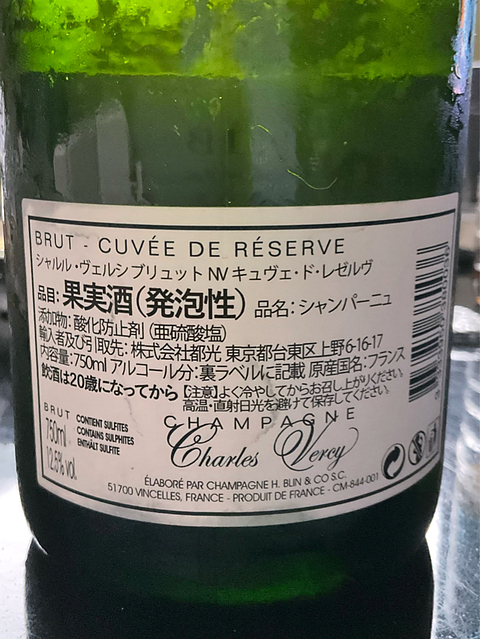 BRUT - CUVÉE DE RÉSERVE
シャルル・ヴェルシ ブリュット NV キュヴェ・ド・レゼルヴ
品目: 果実酒(発泡性) 品名: シャンパーニュ
添加物: 酸化防止剤 (亜硫酸塩)
輸入者及び引取先: 株式会社都光 東京都台東区上野6-16-17
内容量: 750ml アルコール分: 裏ラベルに記載 原産国名: フランス
飲酒は20歳になってから 【注意】よく冷やしてからお召し上がりください。
高温・直射日光を避けて保存してください。
BRUT
750ml
12.5% vol
CONTIENT SULFITES
CONTAINS SULPHITES
ENTHÄLT SULFITE
CHAMPAGNE
Charles Vercy
ÉLABORÉ PAR CHAMPAGNE H. BLIN & CO S.C.
51700 VINCELLES, FRANCE - PRODUIT DE FRANCE - CM-844-001